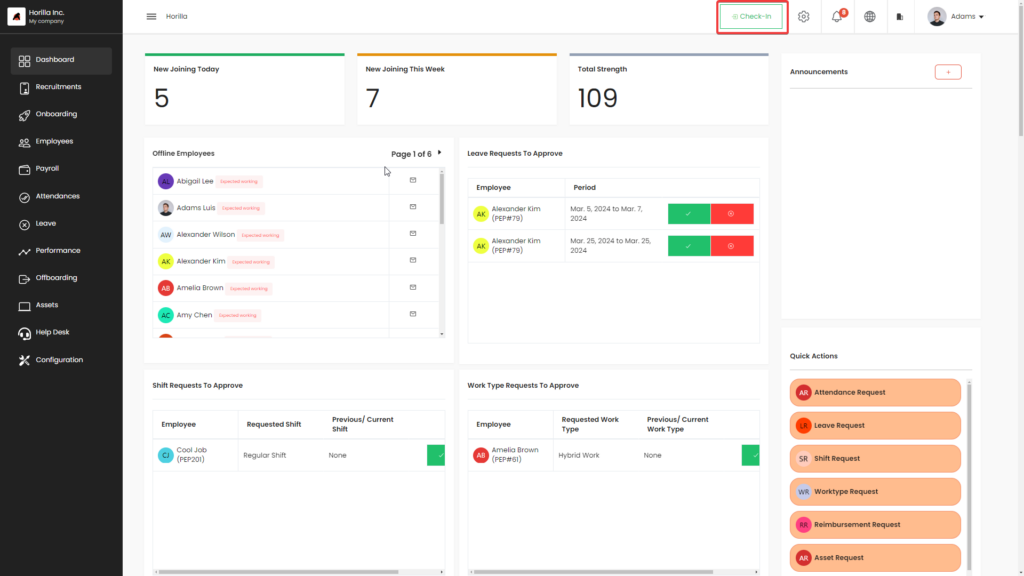 Horilla Inc.
My company
Horilla
Check-In
8
Adams
Dashboard
Recruitments
Onboarding
Employees
Payroll
Attendances
Leave
Performance
Offboarding
Assets
Help Desk
Configuration
New Joining Today
5
New Joining This Week
7
Total Strength
109
Announcements
+
Offline Employees
Page 1 of 6
AL Abigail Lee Expected working
Adams Luis Expected working
AW Alexander Wilson Expected working
AK Alexander Kim Expected working
AB Amelia Brown Expected working
AC Amy Chen Expected working
Leave Requests To Approve
Employee Period
AK Alexander Kim (PEP#79) Mar. 5, 2024 to Mar. 7, 2024
AK Alexander Kim (PEP#79) Mar. 25, 2024 to Mar. 25, 2024
Shift Requests To Approve
Employee Requested Shift Previous/ Current Shift
CJ Cool Job (PEP201) Regular Shift None
Work Type Requests To Approve
Employee Requested Work Type Previous/ Current Work Type
AB Amelia Brown (PEP#61) Hybrid Work None
Quick Actions
AR Attendance Request
LR Leave Request
SR Shift Request
WR Worktype Request
RR Reimbursement Request
AR Asset Request